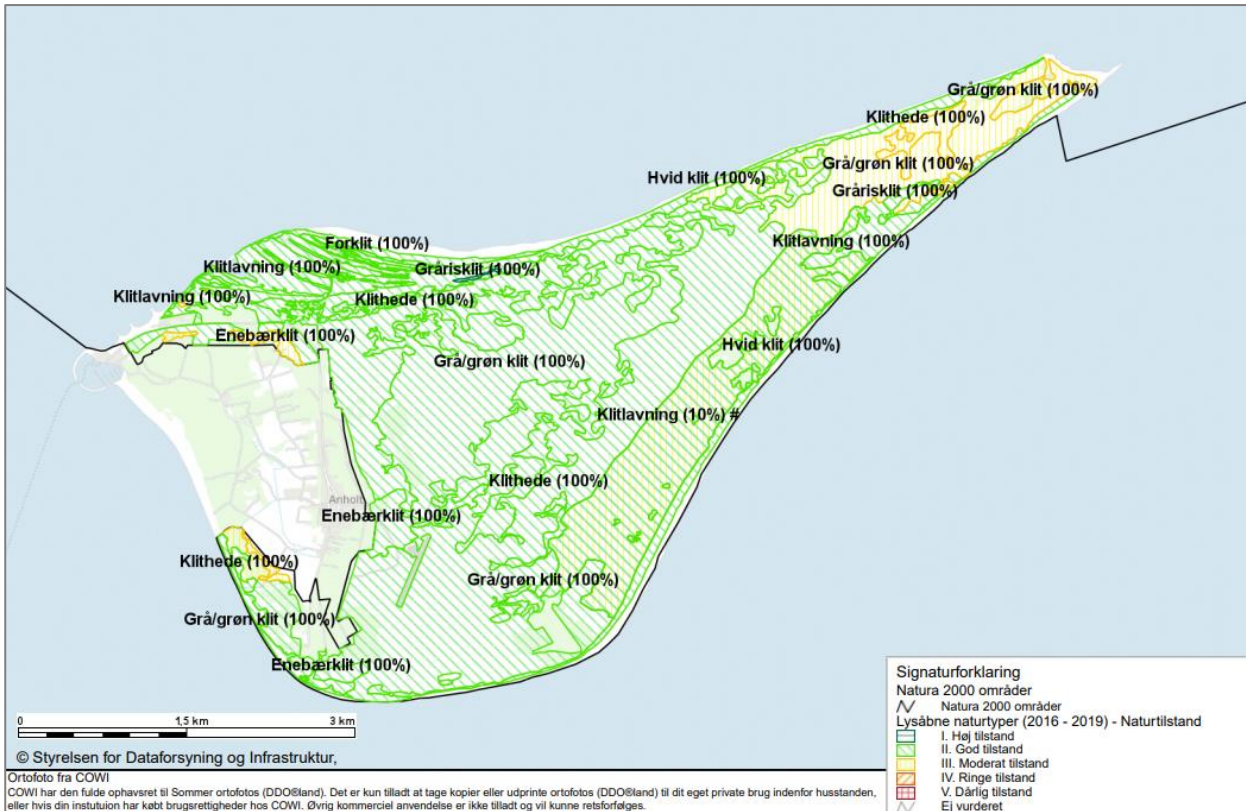 Grå/grøn klit (100%)
Klithede (100%)
Grå/grøn klit (100%)
Hvid klit (100%)
Grårisklit (100%)
Forklit (100%)
Klitlavning (100%)
Klitlavning (100%)
Grårisklit (100%)
Klitlavning (100%)
Klithede (100%)
Enebærklit (100%)
Hvid klit (100%)
Grå/grøn klit (100%)
Klitlavning (10%) #
Klithede (100%)
Anholt
Enebærklit (100%)
Klithede (100%)
Grå/grøn klit (100%)
Grå/grøn klit (100%)
Enebærklit (100%)
0 1,5 km 3 km
© Styrelsen for Dataforsyning og Infrastruktur,
Signaturforklaring
Natura 2000 områder
Natura 2000 områder
Lysåbne naturtyper (2016 - 2019) - Naturtilstand
I. Høj tilstand
II. God tilstand
III. Moderat tilstand
IV. Ringe tilstand
V. Dårlig tilstand
Ej vurderet
Ortofoto fra COWI
COWI har den fulde ophavsret til Sommer ortofotos (DDO®land). Det er kun tilladt at tage kopier eller udprinte ortofotos (DDO®land) til dit eget private brug indenfor husstanden,
eller hvis din instutuion har købt brugsrettigheder hos COWI. Øvrig kommerciel anvendelse er ikke tilladt og vil kunne retsforfølges.